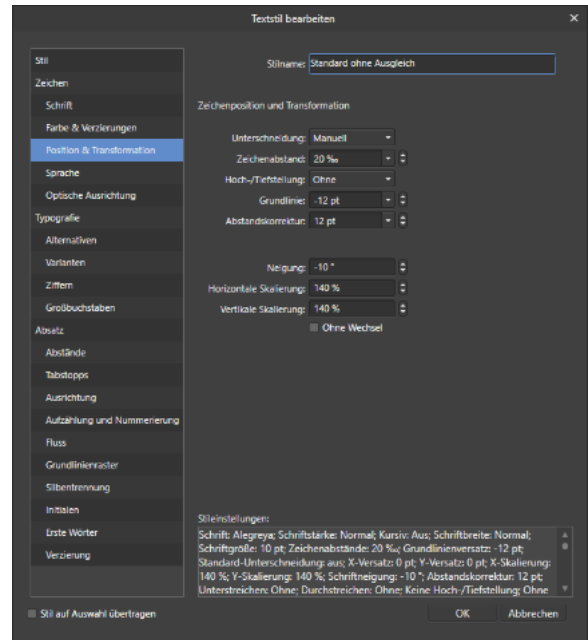 Textstil bearbeiten
Stil
Zeichen
Schrift
Farbe & Verzierungen
Position & Transformation
Sprache
Optische Ausrichtung
Typografie
Alternativen
Varianten
Ziffern
Großbuchstaben
Absatz
Abstände
Tabstopps
Ausrichtung
Aufzählung und Nummerierung
Fluss
Grundlinienraster
Silbentrennung
Initialen
Erste Wörter
Verzierung
Stilname: Standard ohne Ausgleich
Zeichenposition und Transformation
Unterschneidung: Manuell
Zeichenabstand: 20 ‰
Hoch-/Tiefstellung: Ohne
Grundlinie: -12 pt
Abstandskorrektur: 12 pt
Neigung: -10 °
Horizontale Skalierung: 140 %
Vertikale Skalierung: 140 %
Ohne Wechsel
Stileinstellungen:
Schrift: Alegreya; Schriftstärke: Normal; Kursiv: Aus; Schriftbreite: Normal;
Schriftgröße: 10 pt; Zeichenabstände: 20 ‰; Grundlinienversatz: -12 pt;
Standard-Unterschneidung: aus; X-Versatz: 0 pt; Y-Versatz: 0 pt; X-Skalierung:
140 %; Y-Skalierung: 140 %; Schriftneigung: -10 °; Abstandskorrektur: 12 pt;
Unterstreichen: Ohne; Durchstreichen: Ohne; Keine Hoch-/Tiefstellung; Ohne
Stil auf Auswahl übertragen
OK
Abbrechen